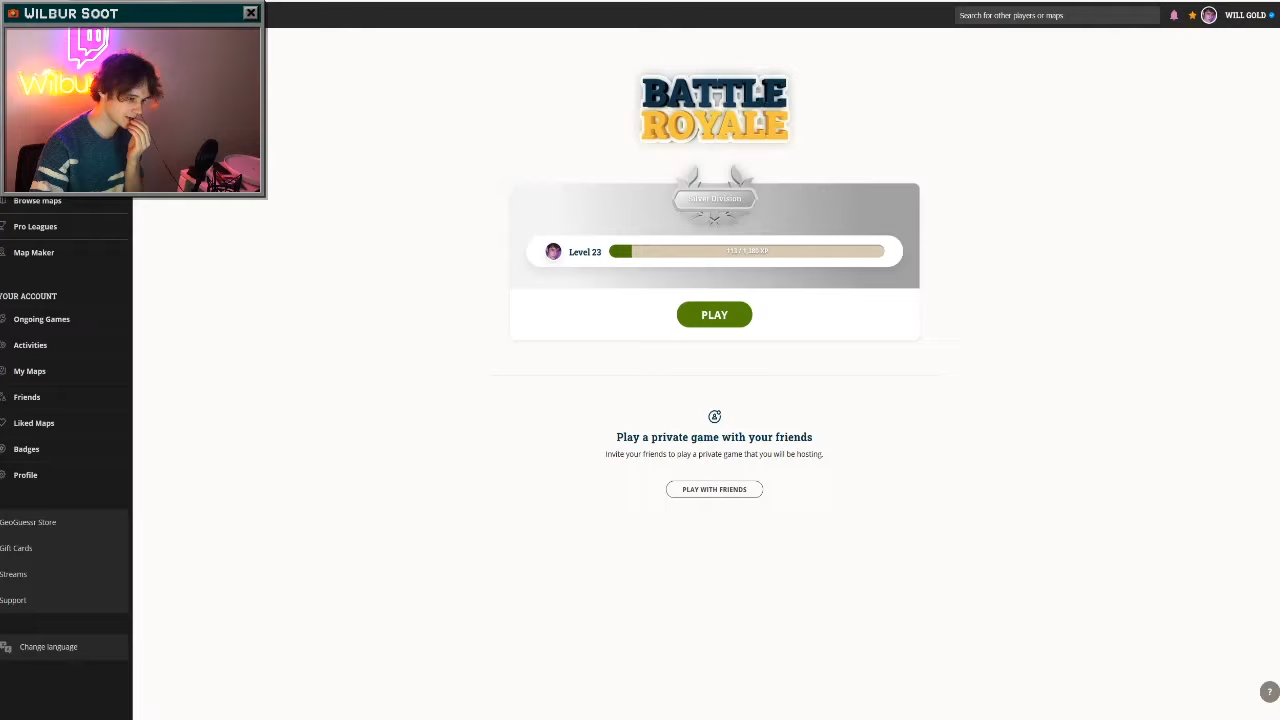 WILBUR SOOT
Wilbur
Search for other players or maps
WILL GOLD
BATTLE
ROYALE
Silver Division
Level 23
PLAY
Play a private game with your friends
Invite your friends to play a private game that you will be hosting.
PLAY WITH FRIENDS
Browse maps
Pro Leagues
Map Maker
YOUR ACCOUNT
Ongoing Games
Activities
My Maps
Friends
Liked Maps
Badges
Profile
GeoGuessr Store
Gift Cards
Streams
Support
Change language
?